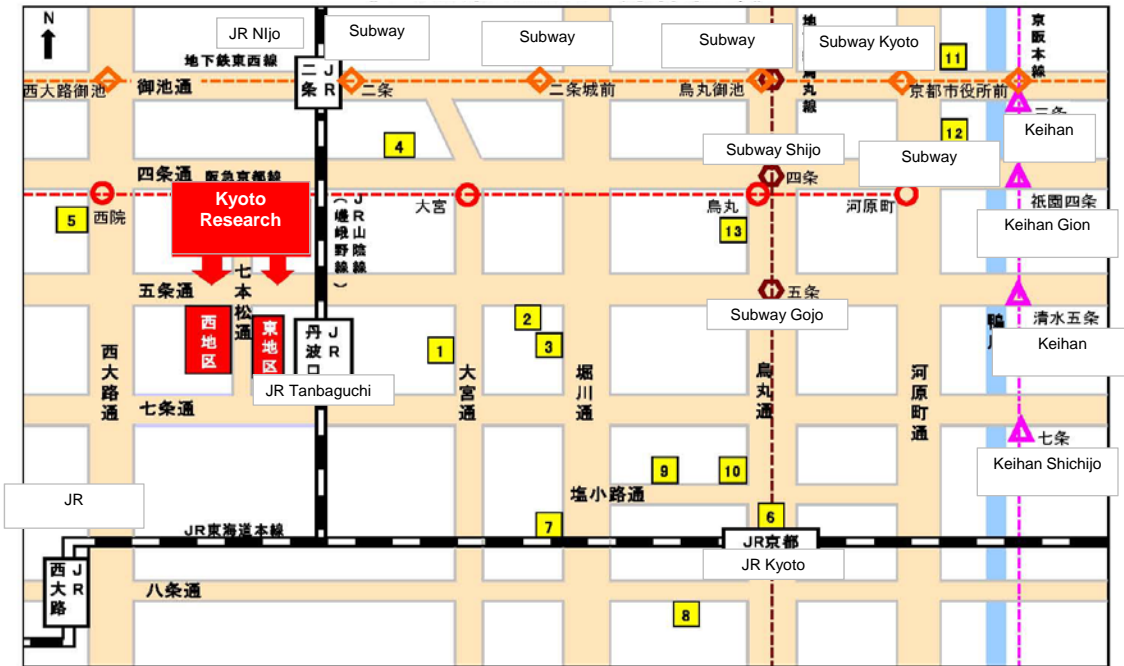 N
JR NIjo
Subway
Subway
Subway
Subway Kyoto
11
京阪本線
地下鉄東西線
二条
JR
西大路御池
御池通
二条
二条城前
烏丸御池
京都市役所前
4
12
Keihan
四条通
阪急京都線
Subway Shijo
Subway
四条
Kyoto
Research
5
西院
大宮
烏丸
河原町
祇園四条
JR山陰線
(嵯峨野線)
13
Keihan Gion
七本松通
五条通
五条
Subway Gojo
清水五条
西地区
東地区
丹波口
JR
1
2
3
Keihan
西大路通
JR Tanbaguchi
大宮通
堀川通
烏丸通
河原町通
七条通
七条
9
10
Keihan Shichijo
JR
塩小路通
JR東海道本線
7
6
JR京都
JR Kyoto
西大路
JR
八条通
8